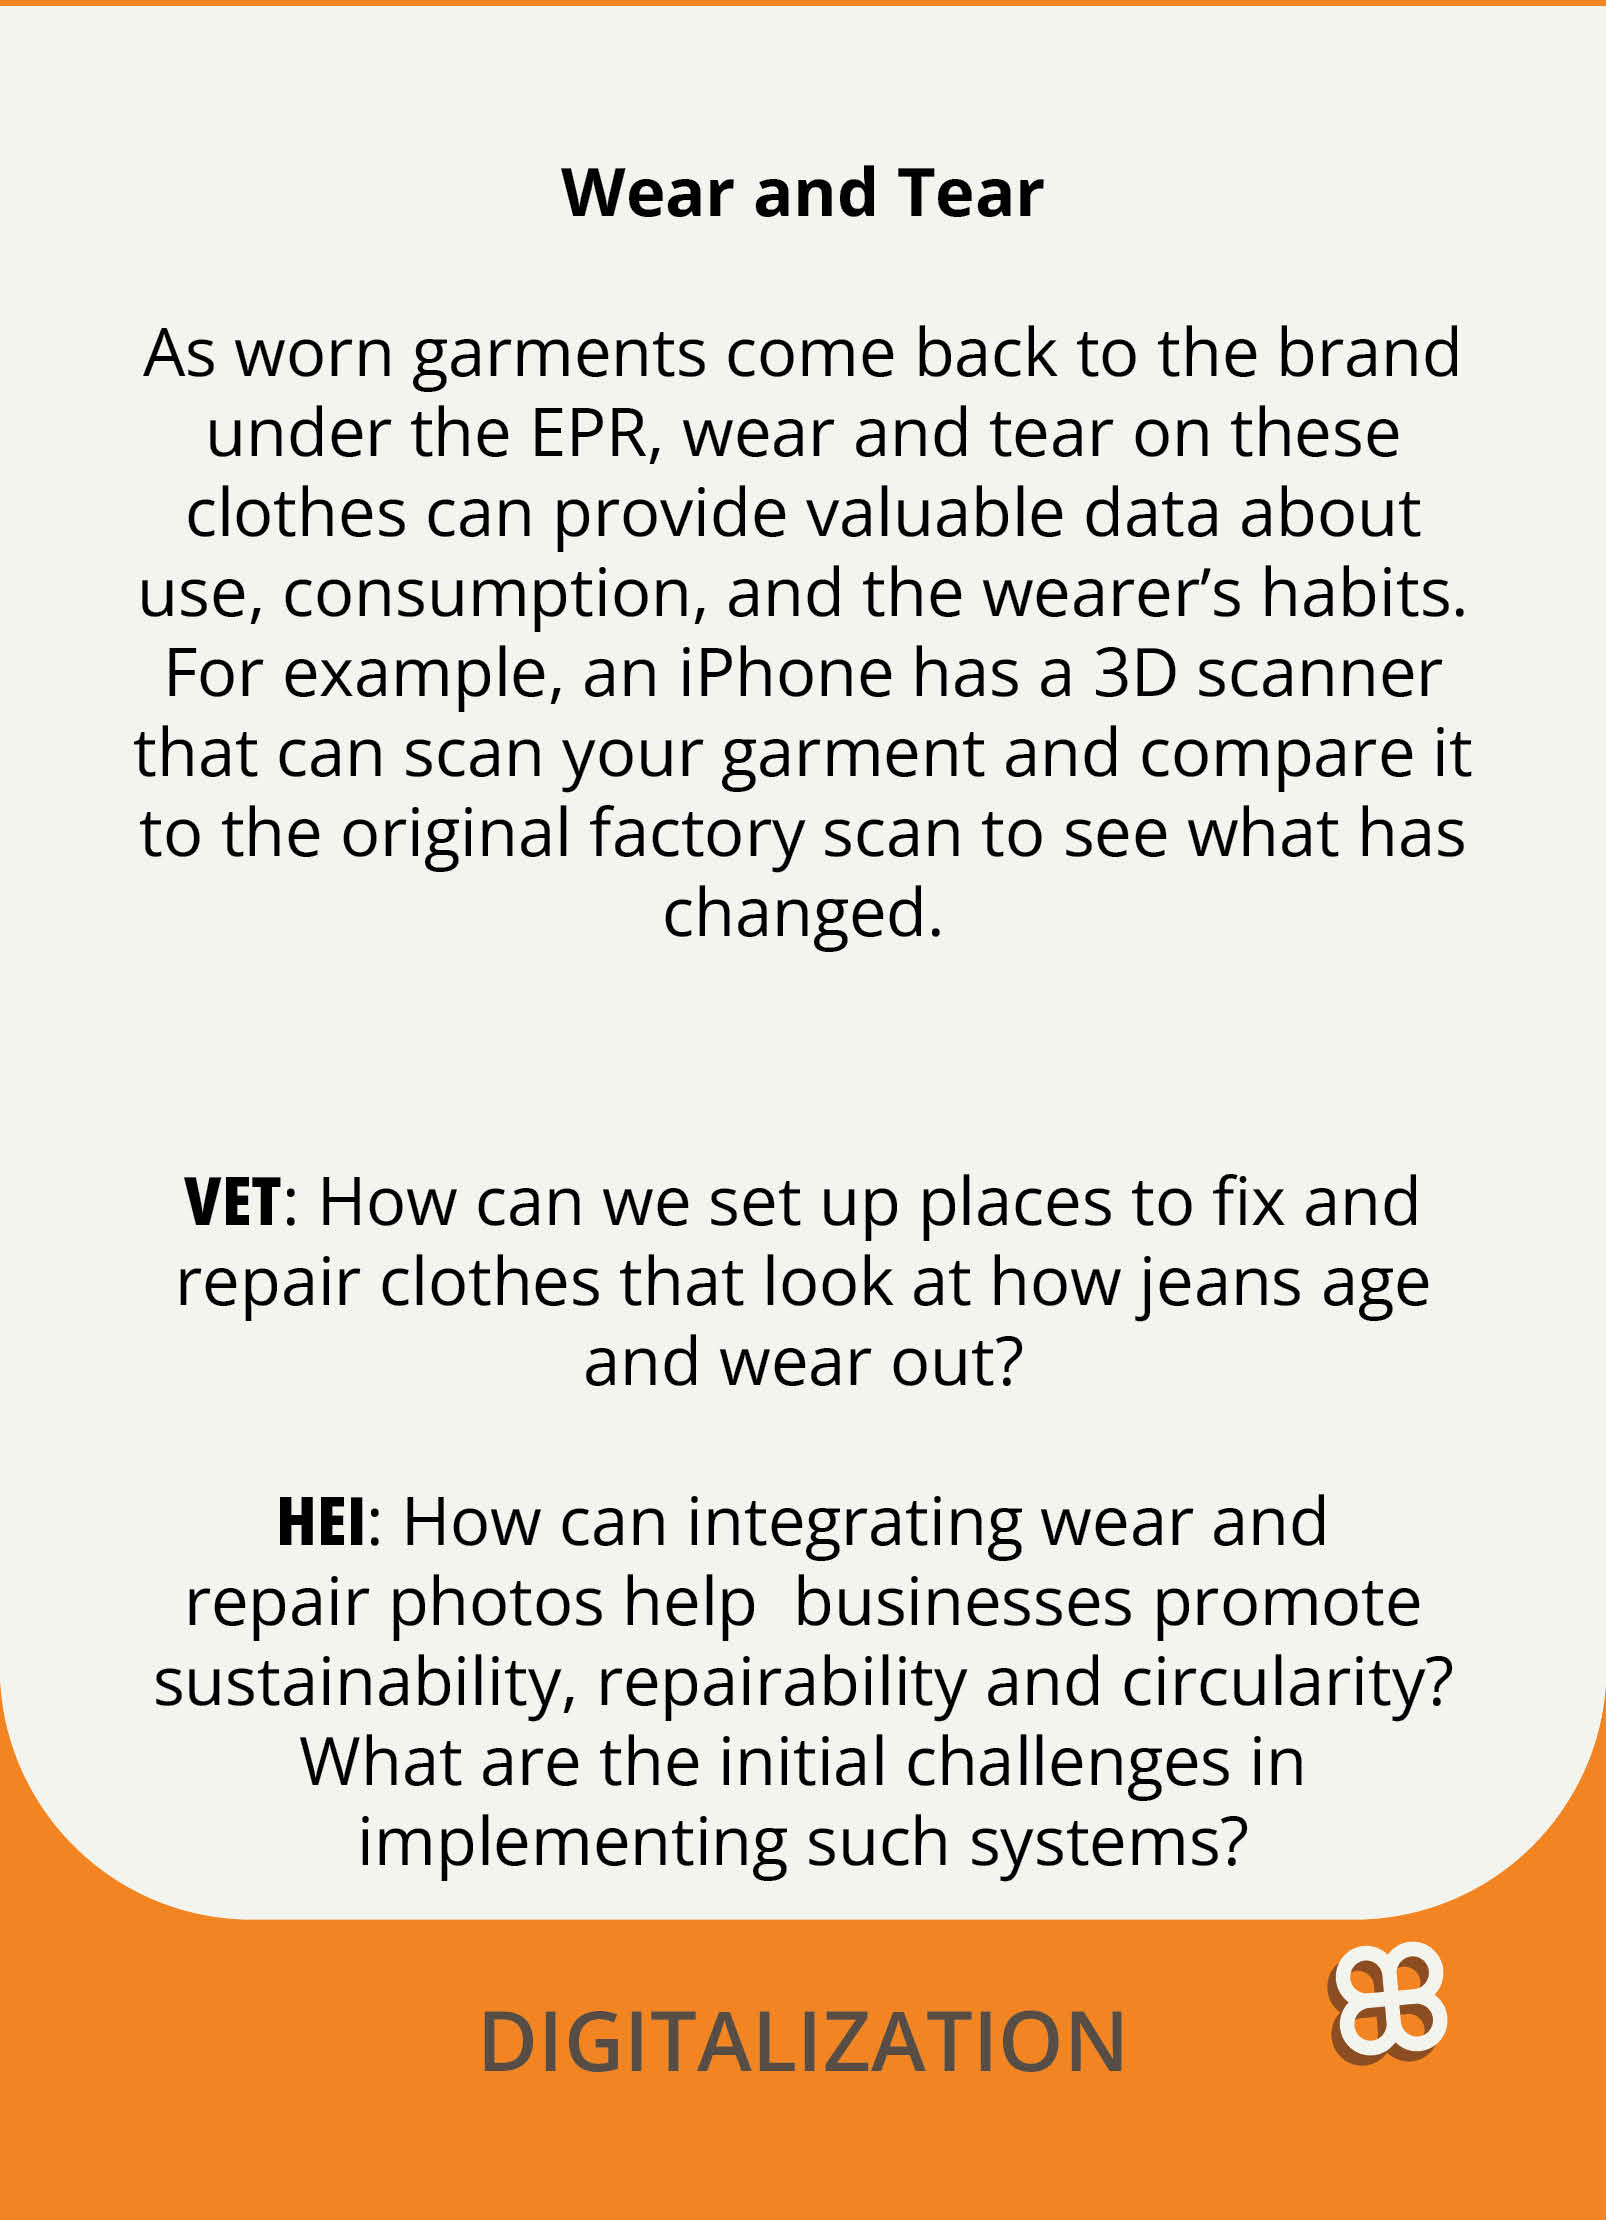 Wear and Tear
As worn garments come back to the brand
under the EPR, wear and tear on these
clothes can provide valuable data about
use, consumption, and the wearer’s habits.
For example, an iPhone has a 3D scanner
that can scan your garment and compare it
to the original factory scan to see what has
changed.
VET: How can we set up places to fix and
repair clothes that look at how jeans age
and wear out?
HEI: How can integrating wear and
repair photos help  businesses promote
sustainability, repairability and circularity?
What are the initial challenges in
implementing such systems?
DIGITALIZATION